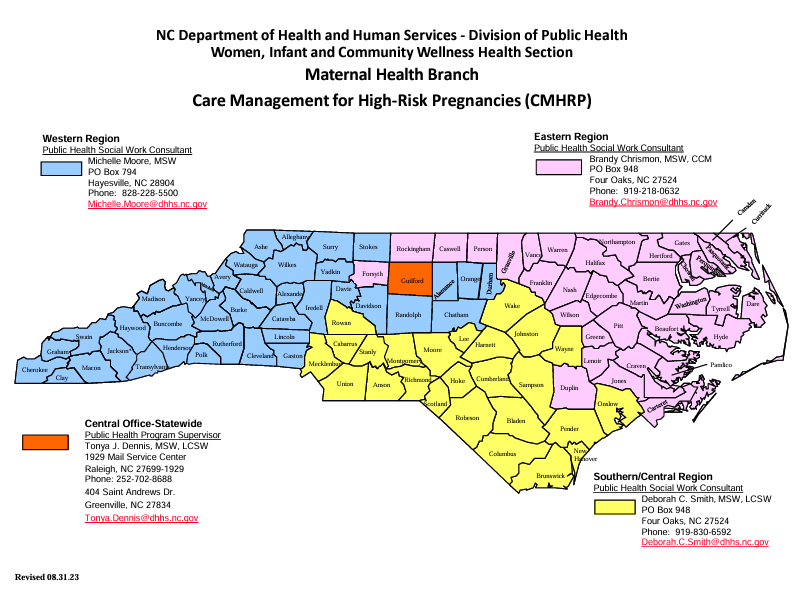 NC Department of Health and Human Services - Division of Public Health
Women, Infant and Community Wellness Health Section
Maternal Health Branch
Care Management for High-Risk Pregnancies (CMHRP)
Western Region
Public Health Social Work Consultant
Michelle Moore, MSW
PO Box 794
Hayesville, NC 28904
Phone: 828-228-5500
Michelle.Moore@dhhs.nc.gov
Eastern Region
Public Health Social Work Consultant
Brandy Chrismon, MSW, CCM
PO Box 948
Four Oaks, NC 27524
Phone: 919-218-0632
Brandy.Chrismon@dhhs.nc.gov
Camden
Currituck
Alleghany
Ashe
Surry
Stokes
Rockingham
Caswell
Person
Granville
Vance
Warren
Northampton
Gates
Hertford
Halifax
Watauga
Wilkes
Yadkin
Forsyth
Guilford
Alamance
Orange
Durham
Franklin
Bertie
Nash
Edgecombe
Martin
Washington
Tyrrell
Dare
Avery
Caldwell
Alexander
Iredell
Davie
Davidson
Randolph
Chatham
Wake
Wilson
Madison
Yancey
Burke
McDowell
Catawba
Rowan
Buncombe
Haywood
Swain
Graham
Jackson
Henderson
Rutherford
Lincoln
Polk
Cleveland
Gaston
Cherokee
Clay
Macon
Transylvania
Mecklenburg
Cabarrus
Stanly
Montgomery
Moore
Lee
Harnett
Johnston
Wayne
Greene
Pitt
Beaufort
Hyde
Pamlico
Craven
Lenoir
Jones
Carteret
Onslow
Duplin
Sampson
Cumberland
Hoke
Richmond
Scotland
Anson
Union
Robeson
Bladen
Pender
New
Hanover
Columbus
Brunswick
Central Office-Statewide
Public Health Program Supervisor
Tonya J. Dennis, MSW, LCSW
1929 Mail Service Center
Raleigh, NC 27699-1929
Phone: 252-702-8688
404 Saint Andrews Dr.
Greenville, NC 27834
Tonya.Dennis@dhhs.nc.gov
Southern/Central Region
Public Health Social Work Consultant
Deborah C. Smith, MSW, LCSW
PO Box 948
Four Oaks, NC 27524
Phone: 919-830-6592
Deborah.C.Smith@dhhs.nc.gov
Revised 08.31.23